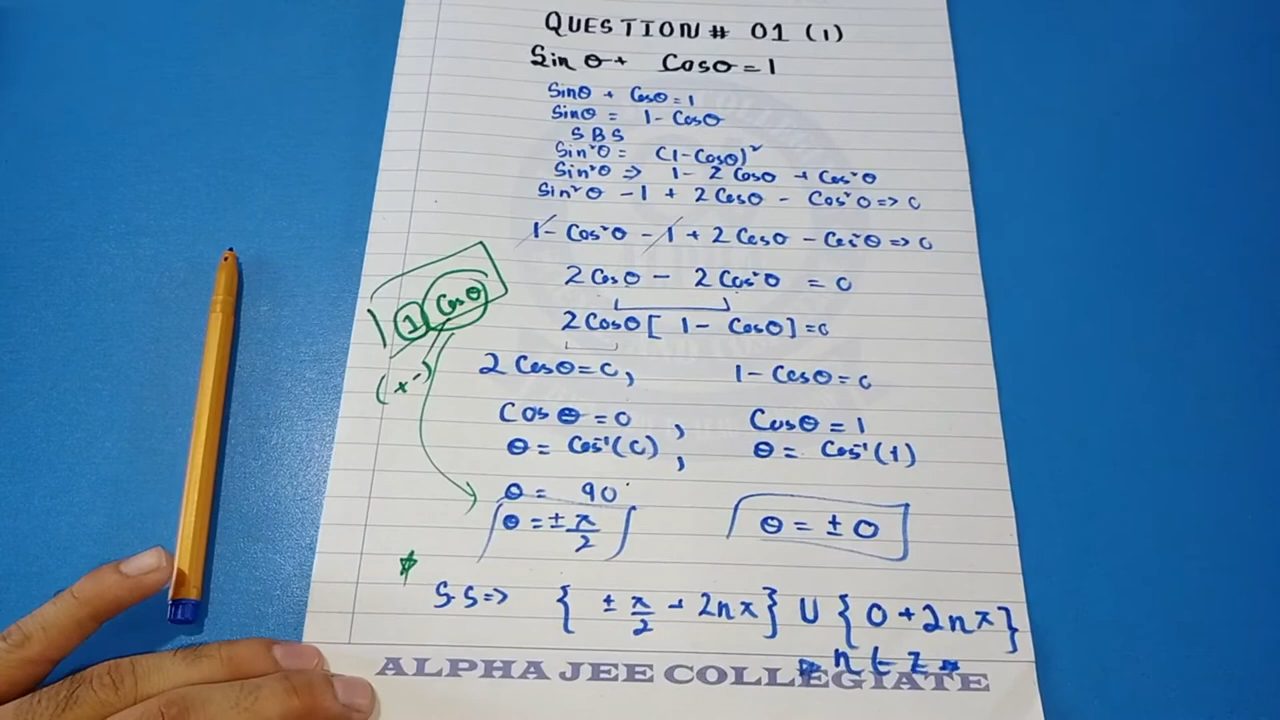 QUESTION # 01 (1)
Sin θ + Cosθ = 1
Sinθ + Cosθ = 1
Sinθ = 1 - Cosθ
SBS
Sin²θ = (1-Cosθ)²
Sin²θ ⇒ 1 - 2Cosθ + Cos²θ
Sin²θ - 1 + 2Cosθ - Cos²θ ⇒ 0
1 - Cos²θ - 1 + 2Cosθ - Cos²θ ⇒ 0
2Cosθ - 2Cos²θ = 0
1 Cosθ
2Cosθ[1 - Cosθ] = 0
2Cosθ = 0, 1 - Cosθ = 0
Cosθ = 0, Cosθ = 1
θ = Cos⁻¹(0), θ = Cos⁻¹(1)
θ = 90°
θ = ±π/2 θ = ±0
S.S ⇒ { ±π/2 + 2nπ } ∪ { 0 + 2nπ }
n ∈ Z
ALPHA JEE COLLEGIATE